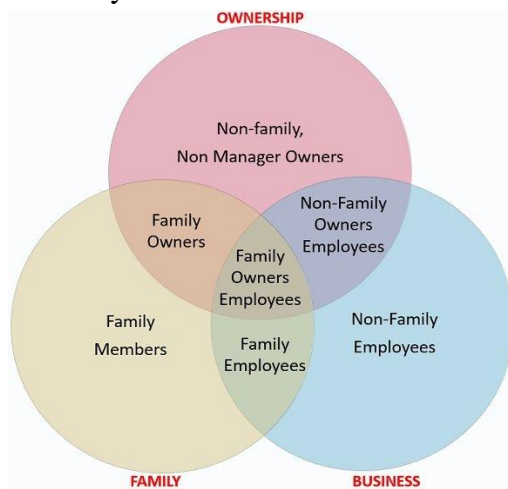 OWNERSHIP
Non-family,
Non Manager Owners
Family
Owners
Non-Family
Owners
Employees
Family
Owners
Employees
Family
Members
Family
Employees
Non-Family
Employees
FAMILY
BUSINESS